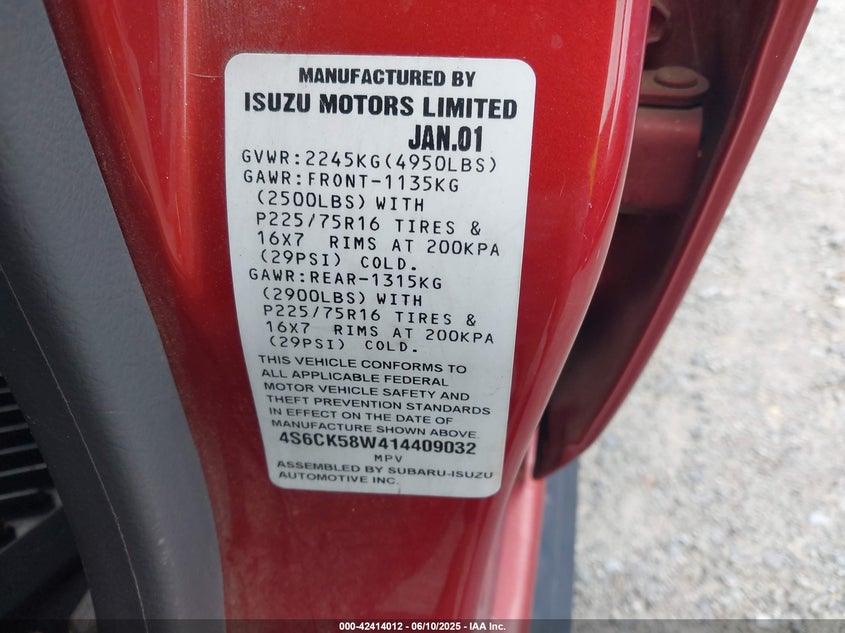 MANUFACTURED BY
ISUZU MOTORS LIMITED
JAN.01
GVWR:2245KG(4950LBS)
GAWR:FRONT-1135KG
(2500LBS) WITH
P225/75R16 TIRES &
16X7 RIMS AT 200KPA
(29PSI) COLD.
GAWR:REAR-1315KG
(2900LBS) WITH
P225/75R16 TIRES &
16X7 RIMS AT 200KPA
(29PSI) COLD.
THIS VEHICLE CONFORMS TO
ALL APPLICABLE FEDERAL
MOTOR VEHICLE SAFETY AND
THEFT PREVENTION STANDARDS
IN EFFECT ON THE DATE OF
MANUFACTURE SHOWN ABOVE.
4S6CK58W414409032
MPV
ASSEMBLED BY SUBARU-ISUZU
AUTOMOTIVE INC.
000-42414012 - 06/10/2025 - IAA Inc.